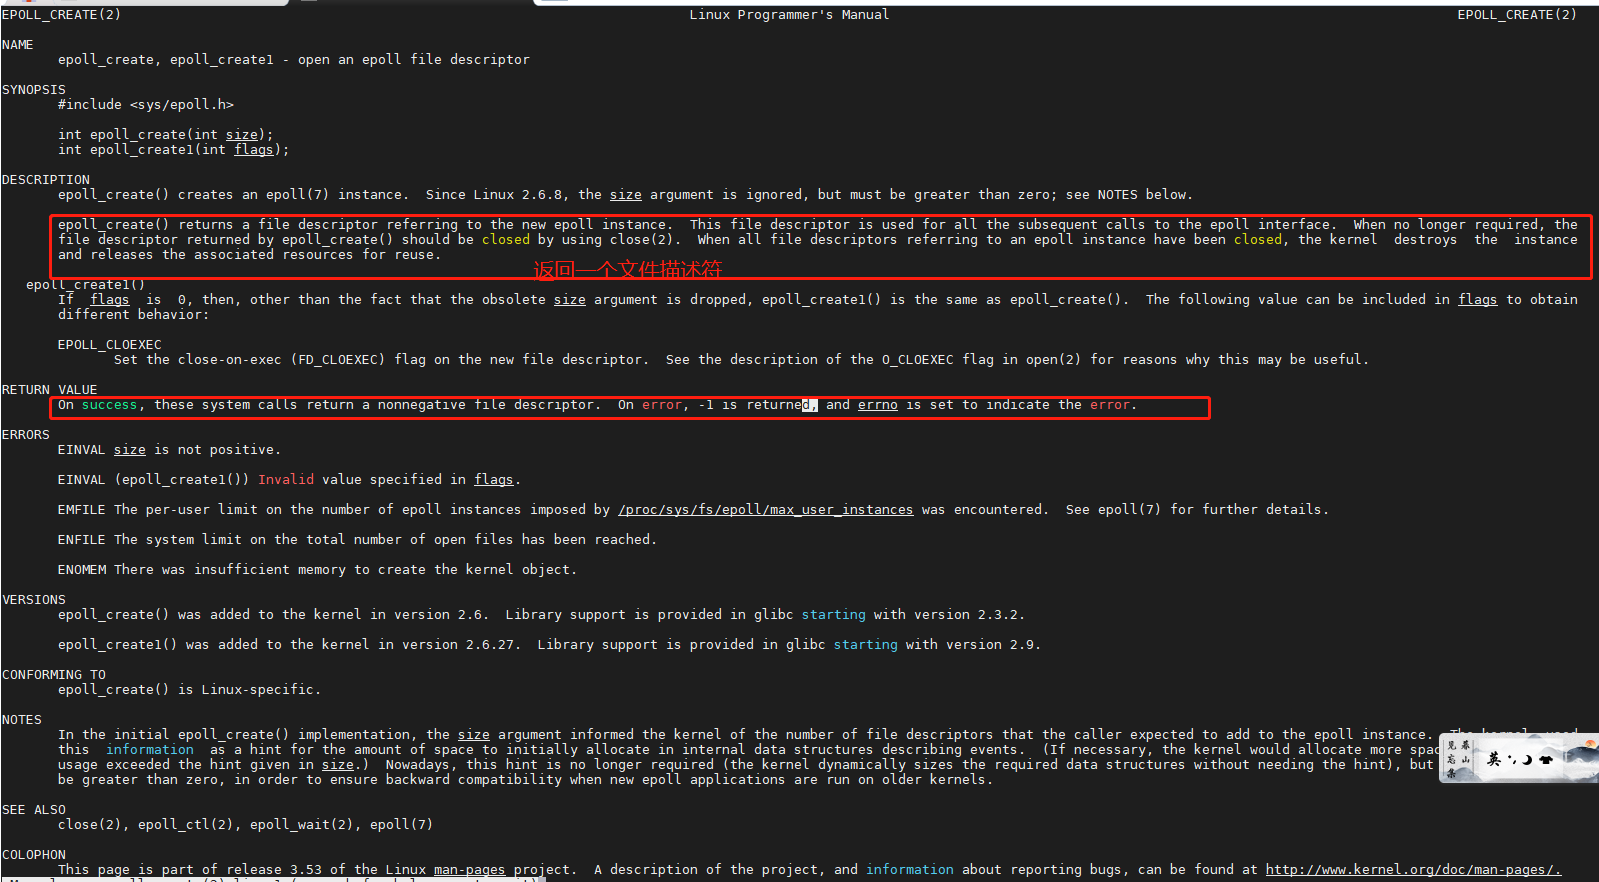 EPOLL_CREATE(2) Linux Programmer's Manual EPOLL_CREATE(2)
NAME
epoll_create, epoll_create1 - open an epoll file descriptor
SYNOPSIS
#include <sys/epoll.h>
int epoll_create(int size);
int epoll_create1(int flags);
DESCRIPTION
epoll_create() creates an epoll(7) instance.  Since Linux 2.6.8, the size argument is ignored, but must be greater than zero; see NOTES below.
epoll_create() returns a file descriptor referring to the new epoll instance.  This file descriptor is used for all the subsequent calls to the epoll interface.  When no longer required, the
file descriptor returned by epoll_create() should be closed by using close(2).  When all file descriptors referring to an epoll instance have been closed, the kernel  destroys  the  instance
and releases the associated resources for reuse.
返回一个文件描述符
epoll_create1()
If  flags  is  0, then, other than the fact that the obsolete size argument is dropped, epoll_create1() is the same as epoll_create().  The following value can be included in flags to obtain
different behavior:
EPOLL_CLOEXEC
Set the close-on-exec (FD_CLOEXEC) flag on the new file descriptor.  See the description of the O_CLOEXEC flag in open(2) for reasons why this may be useful.
RETURN VALUE
On success, these system calls return a nonnegative file descriptor.  On error, -1 is returned, and errno is set to indicate the error.
ERRORS
EINVAL size is not positive.
EINVAL (epoll_create1()) Invalid value specified in flags.
EMFILE The per-user limit on the number of epoll instances imposed by /proc/sys/fs/epoll/max_user_instances was encountered.  See epoll(7) for further details.
ENFILE The system limit on the total number of open files has been reached.
ENOMEM There was insufficient memory to create the kernel object.
VERSIONS
epoll_create() was added to the kernel in version 2.6.  Library support is provided in glibc starting with version 2.3.2.
epoll_create1() was added to the kernel in version 2.6.27.  Library support is provided in glibc starting with version 2.9.
CONFORMING TO
epoll_create() is Linux-specific.
NOTES
In the initial epoll_create() implementation, the size argument informed the kernel of the number of file descriptors that the caller expected to add to the epoll instance.  The kernel  used
this  information  as a hint for the amount of space to initially allocate in internal data structures describing events.  (If necessary, the kernel would allocate more spac
usage exceeded the hint given in size.)  Nowadays, this hint is no longer required (the kernel dynamically sizes the required data structures without needing the hint), but
be greater than zero, in order to ensure backward compatibility when new epoll applications are run on older kernels.
英
SEE ALSO
close(2), epoll_ctl(2), epoll_wait(2), epoll(7)
COLOPHON
This page is part of release 3.53 of the Linux man-pages project.  A description of the project, and information about reporting bugs, can be found at http://www.kernel.org/doc/man-pages/.